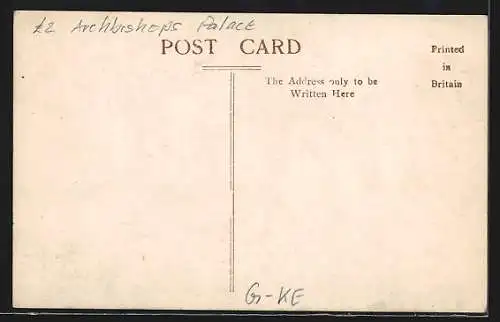 £2 Archbishops Palace
POST CARD
The Address only to be
Written Here
Printed
in
Britain
G-KE